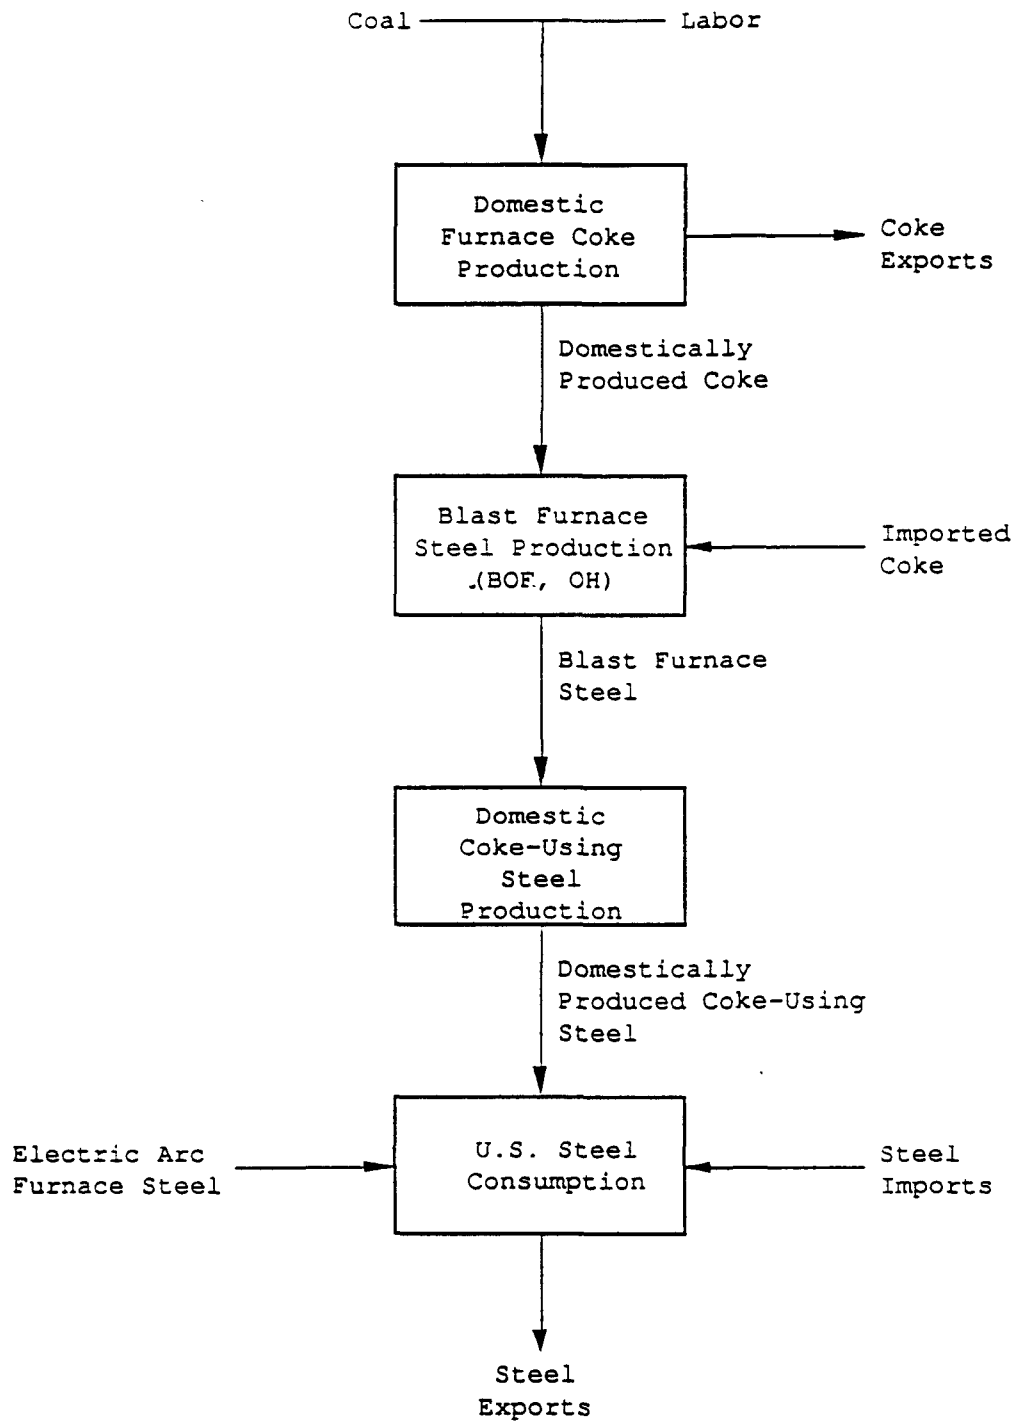 Coal
Labor
Domestic
Furnace Coke
Production
Coke
Exports
Domestically
Produced Coke
Blast Furnace
Steel Production
(BOF, OH)
Imported
Coke
Blast Furnace
Steel
Domestic
Coke-Using
Steel
Production
Domestically
Produced Coke-Using
Steel
Electric Arc
Furnace Steel
U.S. Steel
Consumption
Steel
Imports
Steel
Exports